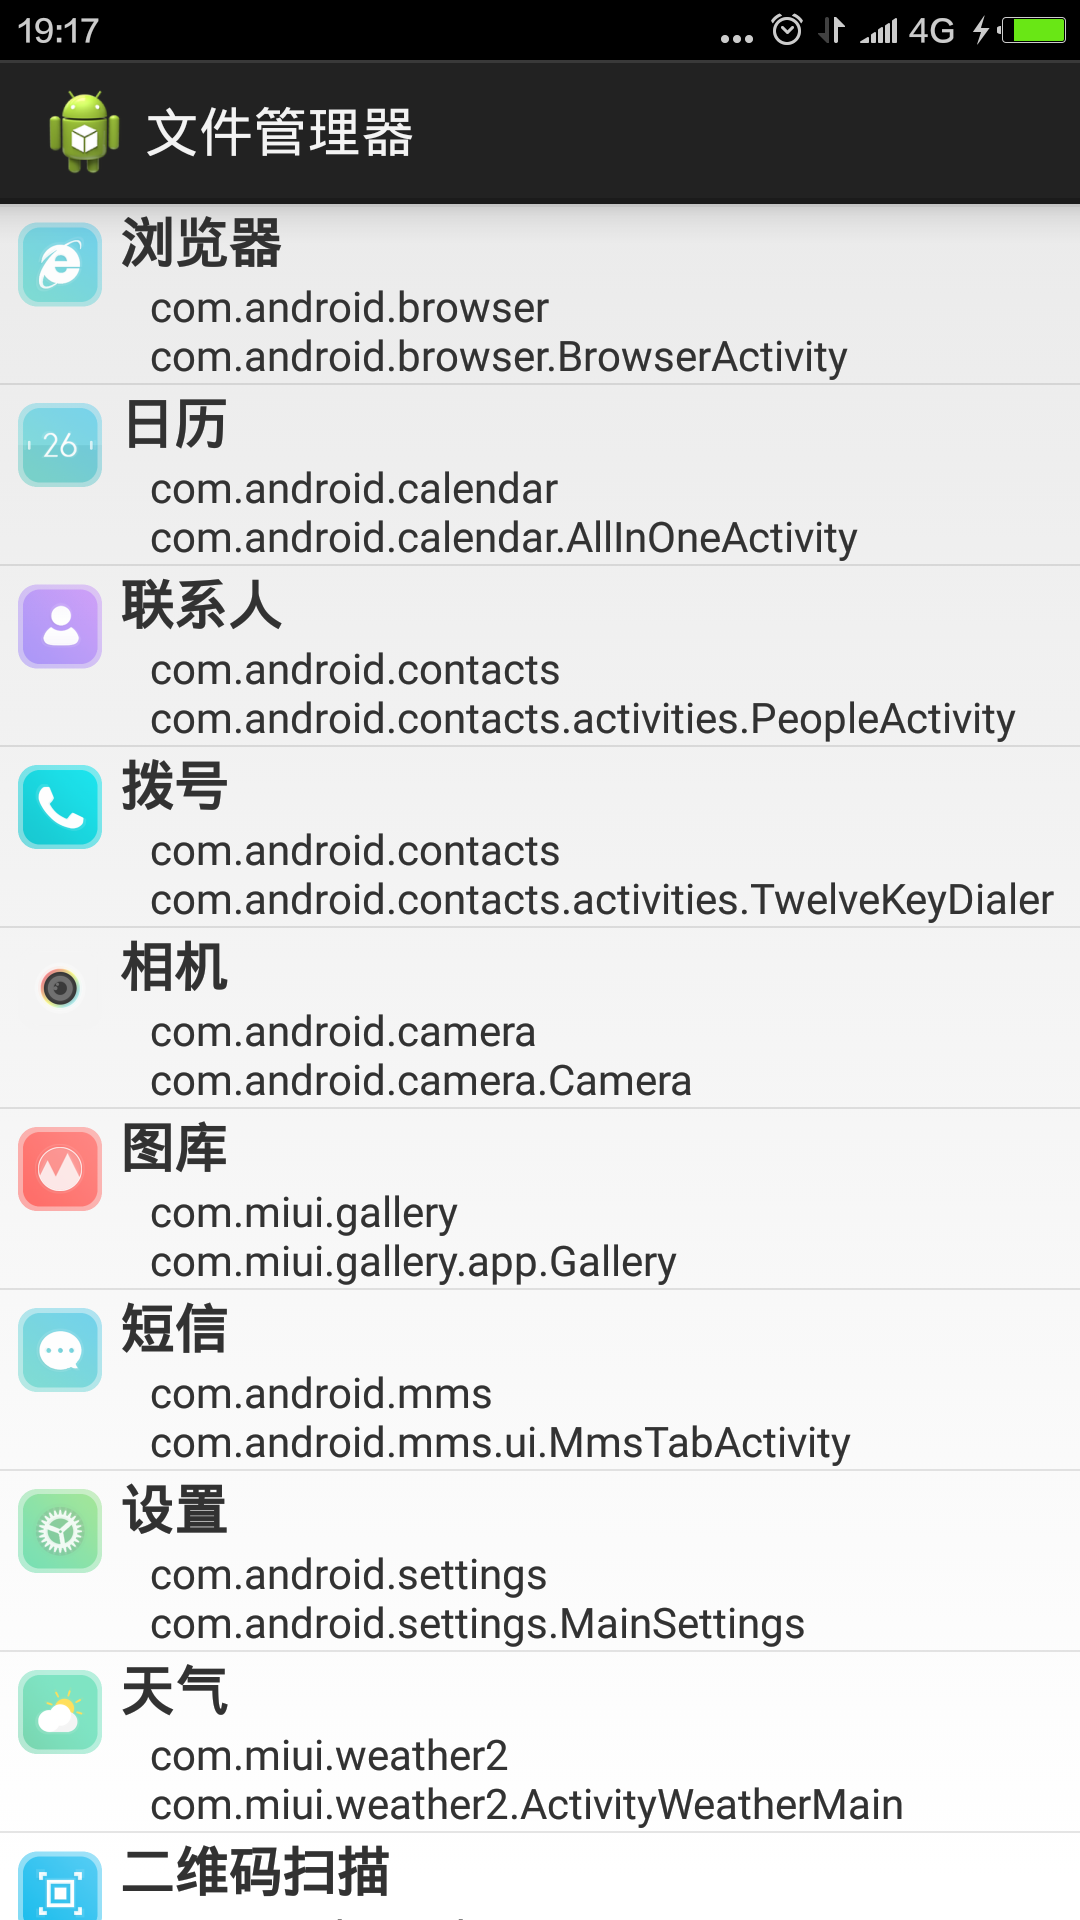 19:17
4G
文件管理器
浏览器
com.android.browser
com.android.browser.BrowserActivity
26
日历
com.android.calendar
com.android.calendar.AllInOneActivity
联系人
com.android.contacts
com.android.contacts.activities.PeopleActivity
拨号
com.android.contacts
com.android.contacts.activities.TwelveKeyDialer
相机
com.android.camera
com.android.camera.Camera
图库
com.miui.gallery
com.miui.gallery.app.Gallery
短信
com.android.mms
com.android.mms.ui.MmsTabActivity
设置
com.android.settings
com.android.settings.MainSettings
天气
com.miui.weather2
com.miui.weather2.ActivityWeatherMain
二维码扫描